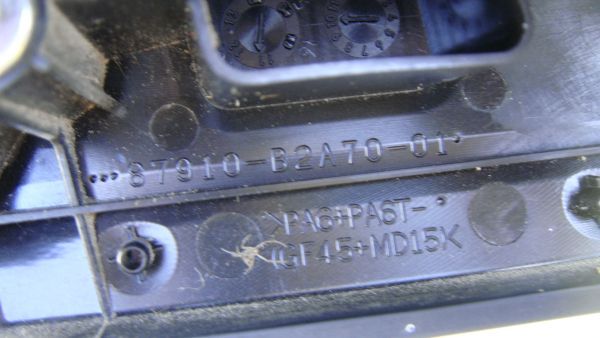 87910-B2A70-01
>PA6+PA6T-
(GF45+MD15)<